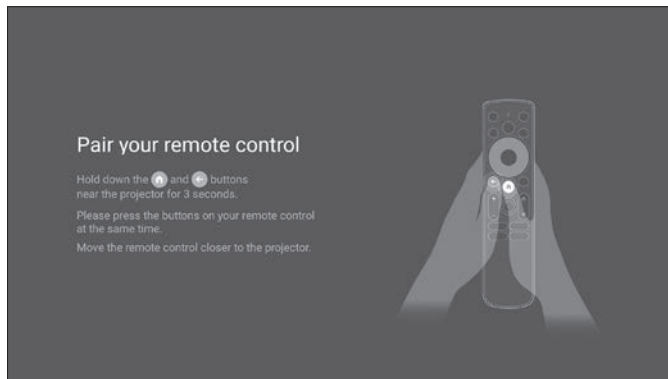 Pair your remote control
Hold down the and buttons
near the projector for 3 seconds.
Please press the buttons on your remote control
at the same time.
Move the remote control closer to the projector.